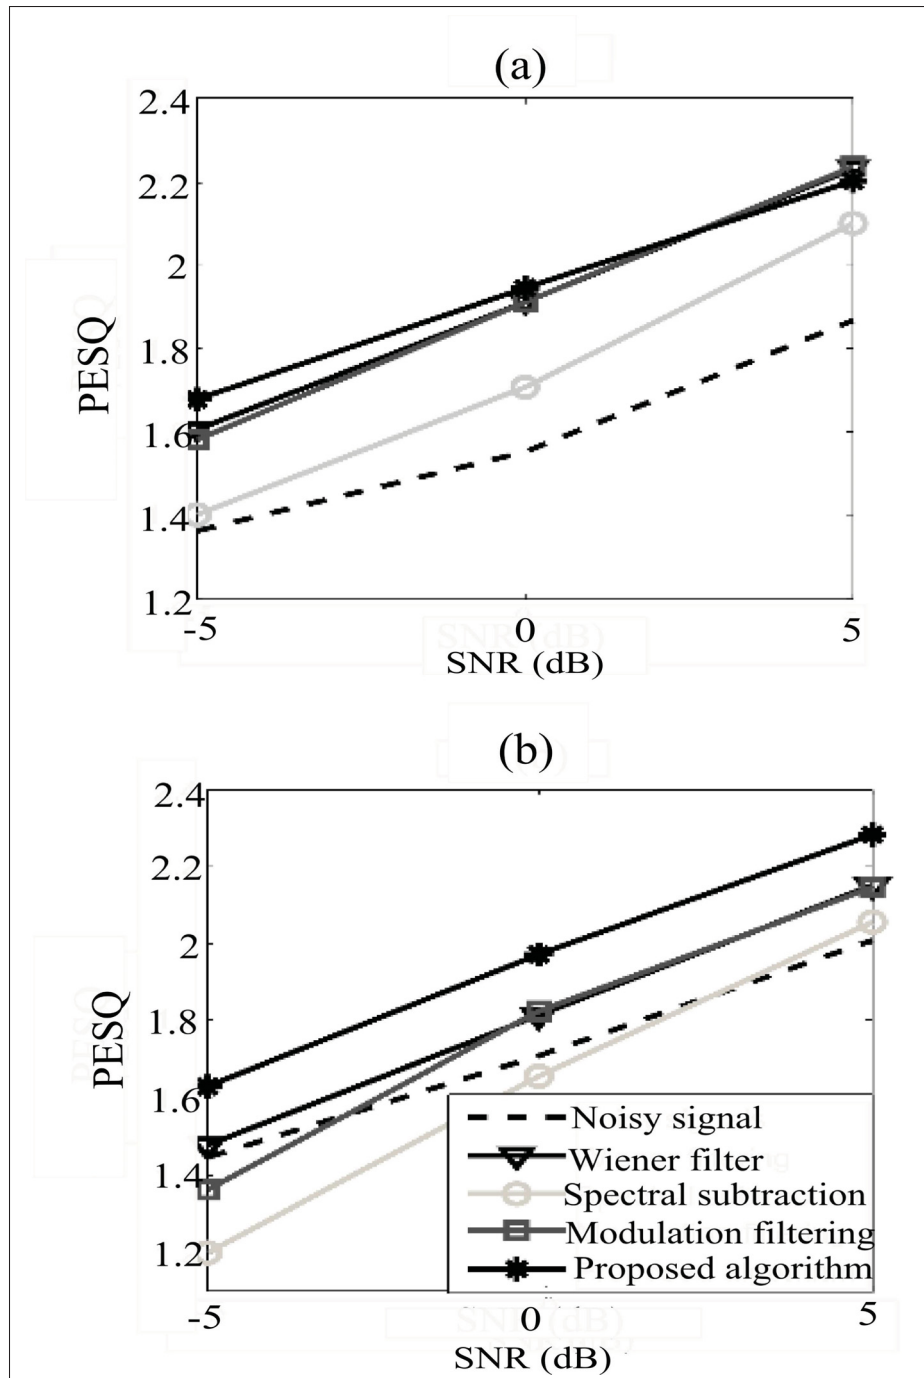 (a)
2.4
2.2
2
1.8
1.6
1.4
1.2
PESQ
-5
0
5
SNR (dB)
(b)
2.4
2.2
2
1.8
1.6
1.4
1.2
PESQ
Noisy signal
Wiener filter
Spectral subtraction
Modulation filtering
Proposed algorithm
-5
0
5
SNR (dB)